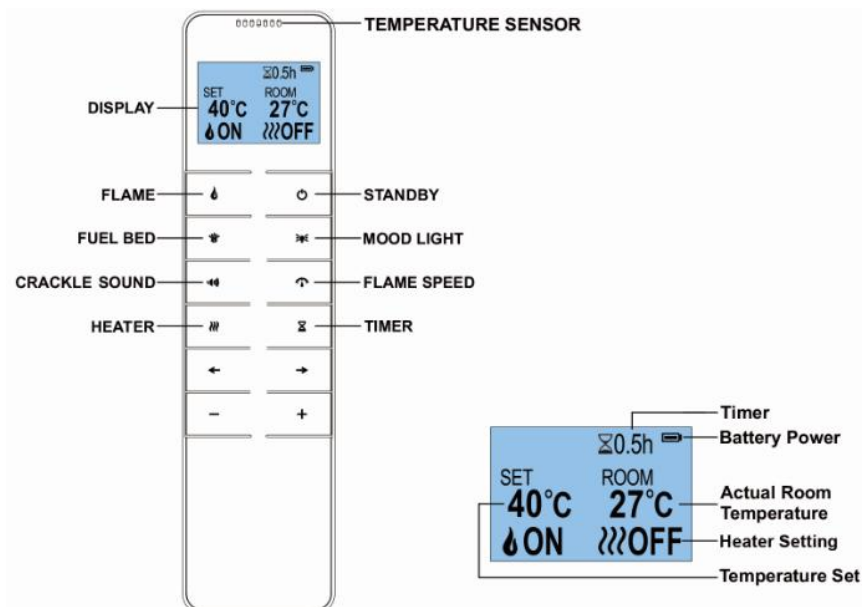 TEMPERATURE SENSOR
0.5h
SET ROOM
40°C 27°C
ON OFF
DISPLAY
FLAME STANDBY
FUEL BED MOOD LIGHT
CRACKLE SOUND FLAME SPEED
HEATER TIMER
← →
− +
Timer
Battery Power
0.5h
SET ROOM
40°C 27°C
ON OFF
Actual Room
Temperature
Heater Setting
Temperature Set